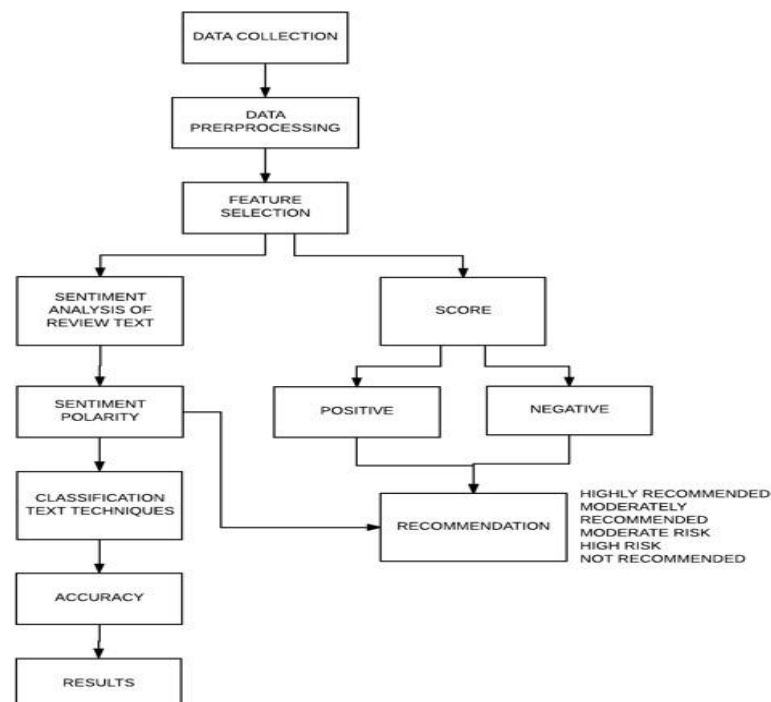 DATA COLLECTION
DATA
PRERPROCESSING
FEATURE
SELECTION
SENTIMENT
ANALYSIS OF
REVIEW TEXT
SCORE
SENTIMENT
POLARITY
POSITIVE
NEGATIVE
CLASSIFICATION
TEXT TECHNIQUES
RECOMMENDATION
HIGHLY RECOMMENDED
MODERATELY
RECOMMENDED
MODERATE RISK
HIGH RISK
NOT RECOMMENDED
ACCURACY
RESULTS